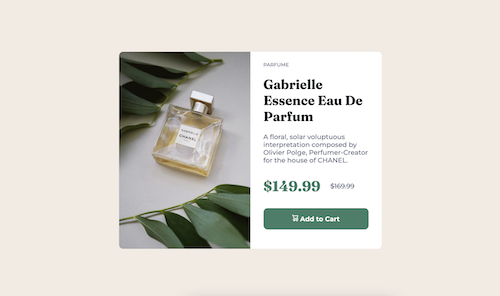 PARFUME
Gabrielle
Essence Eau De
Parfum
A floral, solar voluptuous
interpretation composed by
Olivier Polge, Perfumer-Creator
for the house of CHANEL.
$149.99 $169.99
Add to Cart
GABRIELLE
CHANEL